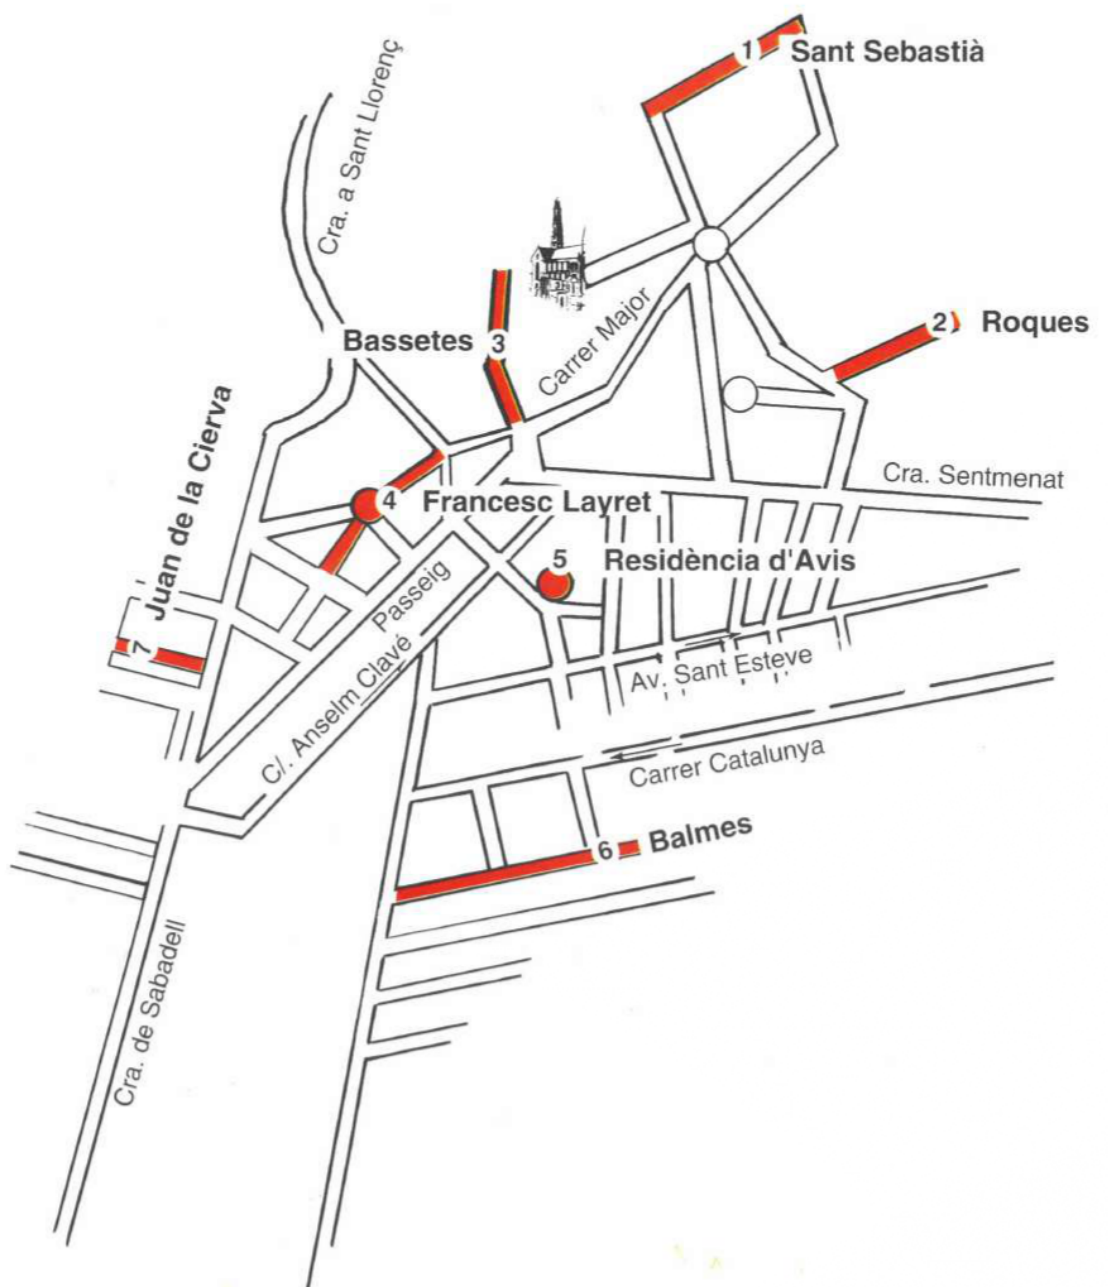 1 Sant Sebastià
Cra. a Sant Llorenç
2 Roques
Bassetes 3
Carrer Major
Juan de la Cierva
7
Cra. Sentmenat
4 Francesc Layret
5 Residència d'Avis
Passeig
C/. Anselm Clavé
Av. Sant Esteve
Carrer Catalunya
6 Balmes
Cra. de Sabadell